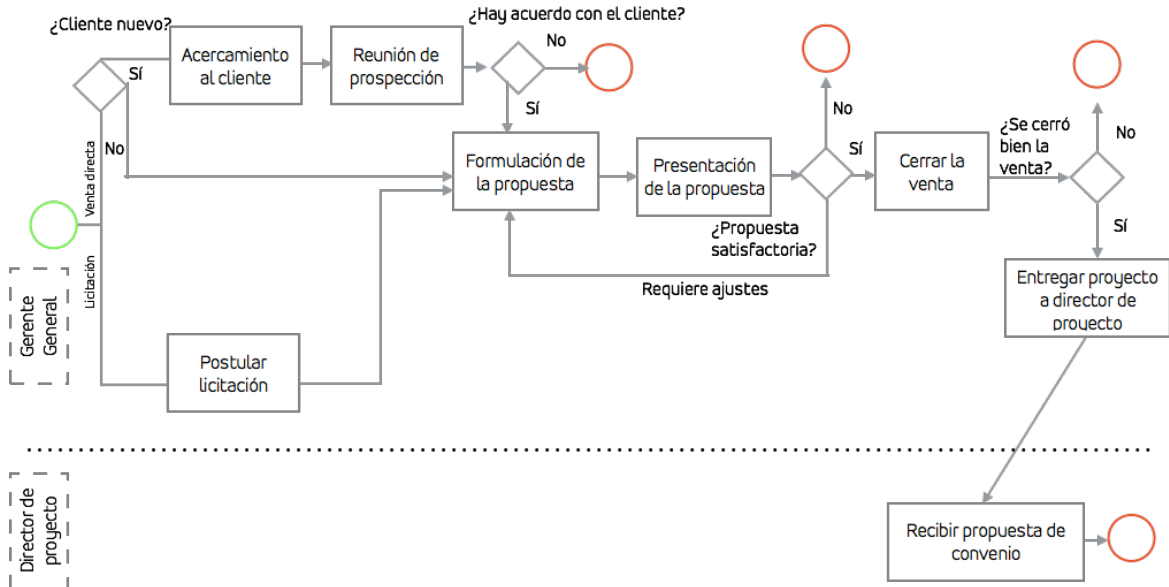 ¿Cliente nuevo?
Sí
No
Acercamiento
al cliente
Reunión de
prospección
¿Hay acuerdo con el cliente?
No
Sí
Venta directa
Licitación
Formulación de
la propuesta
Presentación
de la propuesta
¿Propuesta
satisfactoria?
No
Sí
Requiere ajustes
Cerrar la
venta
¿Se cerró
bien la
venta?
No
Sí
Entregar proyecto
a director de
proyecto
Postular
licitación
Gerente
General
Director de
proyecto
Recibir propuesta de
convenio